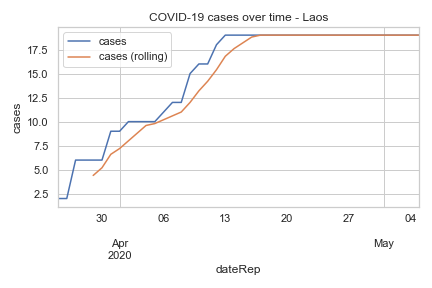 COVID-19 cases over time - Laos
cases
cases (rolling)
17.5
15.0
12.5
10.0
7.5
5.0
2.5
cases
30 06 13 20 27 04
Apr May
2020
dateRep